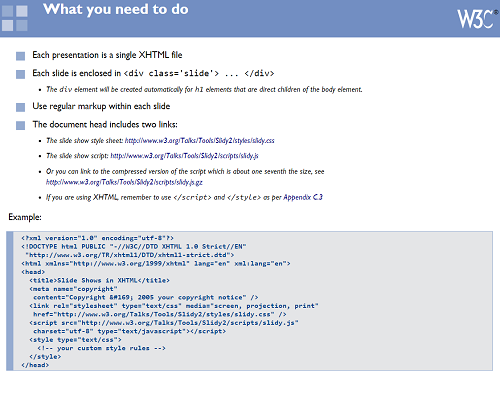 What you need to do
W3C®
Each presentation is a single XHTML file
Each slide is enclosed in <div class='slide'> ... </div>
The div element will be created automatically for h1 elements that are direct children of the body element.
Use regular markup within each slide
The document head includes two links:
The slide show style sheet: http://www.w3.org/Talks/Tools/Slidy2/styles/slidy.css
The slide show script: http://www.w3.org/Talks/Tools/Slidy2/scripts/slidy.js
Or you can link to the compressed version of the script which is about one seventh the size, see
http://www.w3.org/Talks/Tools/Slidy2/scripts/slidy.js.gz
If you are using XHTML, remember to use </script> and </style> as per Appendix C.3
Example:
<?xml version="1.0" encoding="utf-8"?>
<!DOCTYPE html PUBLIC "-//W3C//DTD XHTML 1.0 Strict//EN"
"http://www.w3.org/TR/xhtml1/DTD/xhtml1-strict.dtd">
<html xmlns="http://www.w3.org/1999/xhtml" lang="en" xml:lang="en">
<head>
<title>Slide Shows in XHTML</title>
<meta name="copyright"
content="Copyright &#169; 2005 your copyright notice" />
<link rel="stylesheet" type="text/css" media="screen, projection, print"
href="http://www.w3.org/Talks/Tools/Slidy2/styles/slidy.css" />
<script src="http://www.w3.org/Talks/Tools/Slidy2/scripts/slidy.js"
charset="utf-8" type="text/javascript"></script>
<style type="text/css">
<!-- your custom style rules -->
</style>
</head>